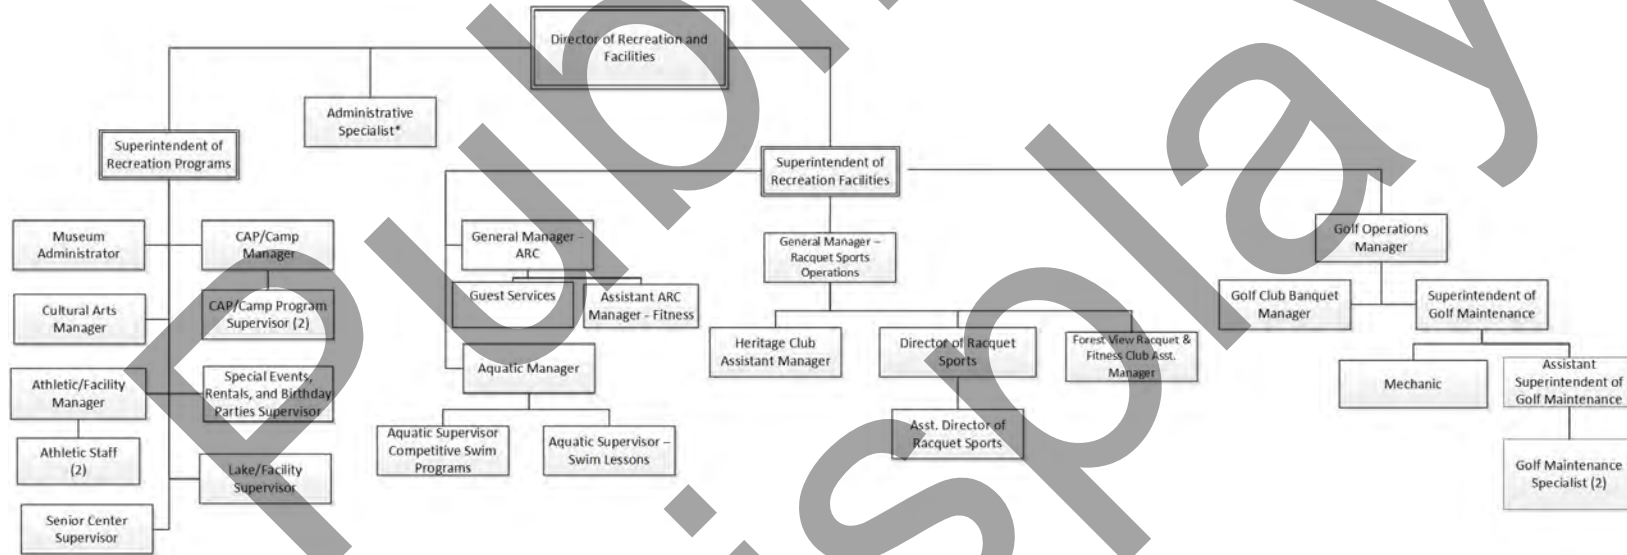 Director of Recreation and
Facilities
Administrative
Specialist*
Superintendent of
Recreation Programs
Superintendent of
Recreation Facilities
Museum
Administrator
CAP/Camp
Manager
Cultural Arts
Manager
CAP/Camp Program
Supervisor (2)
Athletic/Facility
Manager
Special Events,
Rentals, and Birthday
Parties Supervisor
Athletic Staff
(2)
Lake/Facility
Supervisor
Senior Center
Supervisor
General Manager -
ARC
Guest Services
Assistant ARC
Manager - Fitness
Aquatic Manager
Aquatic Supervisor
Competitive Swim
Programs
Aquatic Supervisor –
Swim Lessons
General Manager –
Racquet Sports
Operations
Heritage Club
Assistant Manager
Director of Racquet
Sports
Forest View Racquet &
Fitness Club Asst.
Manager
Asst. Director of
Racquet Sports
Golf Operations
Manager
Golf Club Banquet
Manager
Superintendent of
Golf Maintenance
Mechanic
Assistant
Superintendent of
Golf Maintenance
Golf Maintenance
Specialist (2)